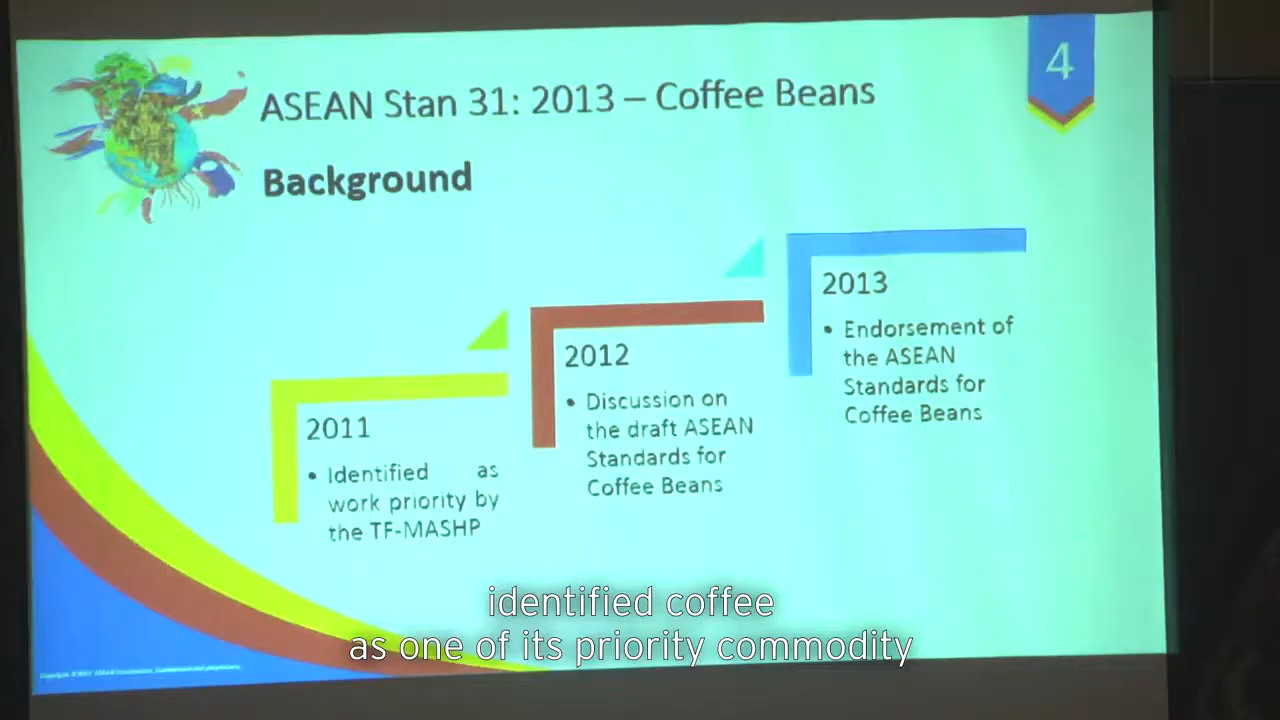 4
ASEAN Stan 31: 2013 – Coffee Beans
Background
2011
• Identified as
work priority by
the TF-MASHP
2012
• Discussion on
the draft ASEAN
Standards for
Coffee Beans
2013
• Endorsement of
the ASEAN
Standards for
Coffee Beans
identified coffee
as one of its priority commodity